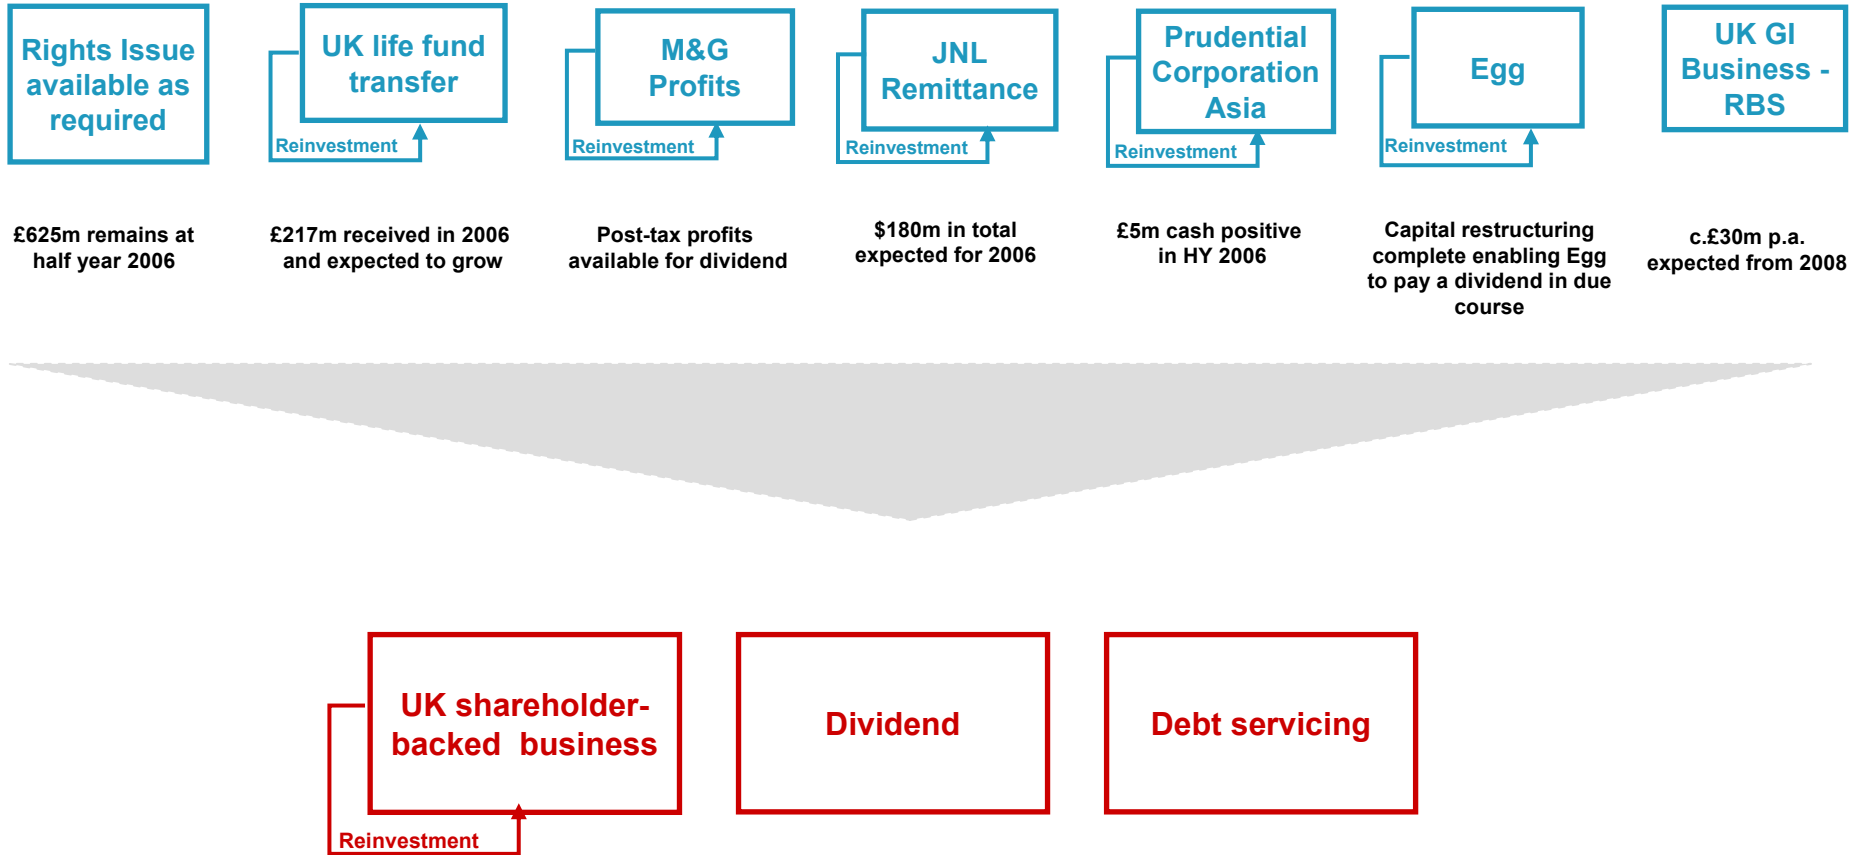 Rights Issue
available as
required
UK life fund
transfer
Reinvestment
M&G
Profits
Reinvestment
JNL
Remittance
Reinvestment
Prudential
Corporation
Asia
Reinvestment
Egg
Reinvestment
UK GI
Business -
RBS
£625m remains at
half year 2006
£217m received in 2006
and expected to grow
Post-tax profits
available for dividend
$180m in total
expected for 2006
£5m cash positive
in HY 2006
Capital restructuring
complete enabling Egg
to pay a dividend in due
course
c.£30m p.a.
expected from 2008
UK shareholder-
backed business
Reinvestment
Dividend
Debt servicing